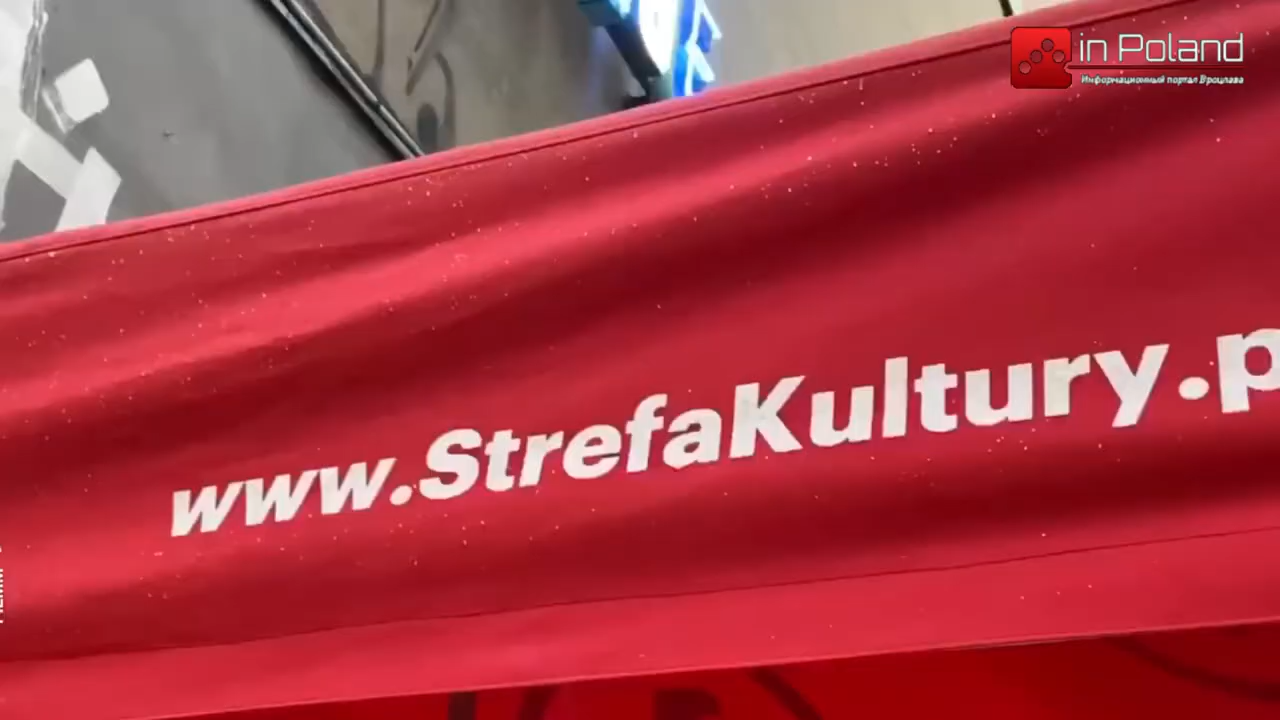 in Poland
Информационный портал Вроцлава
www.StrefaKultury.p